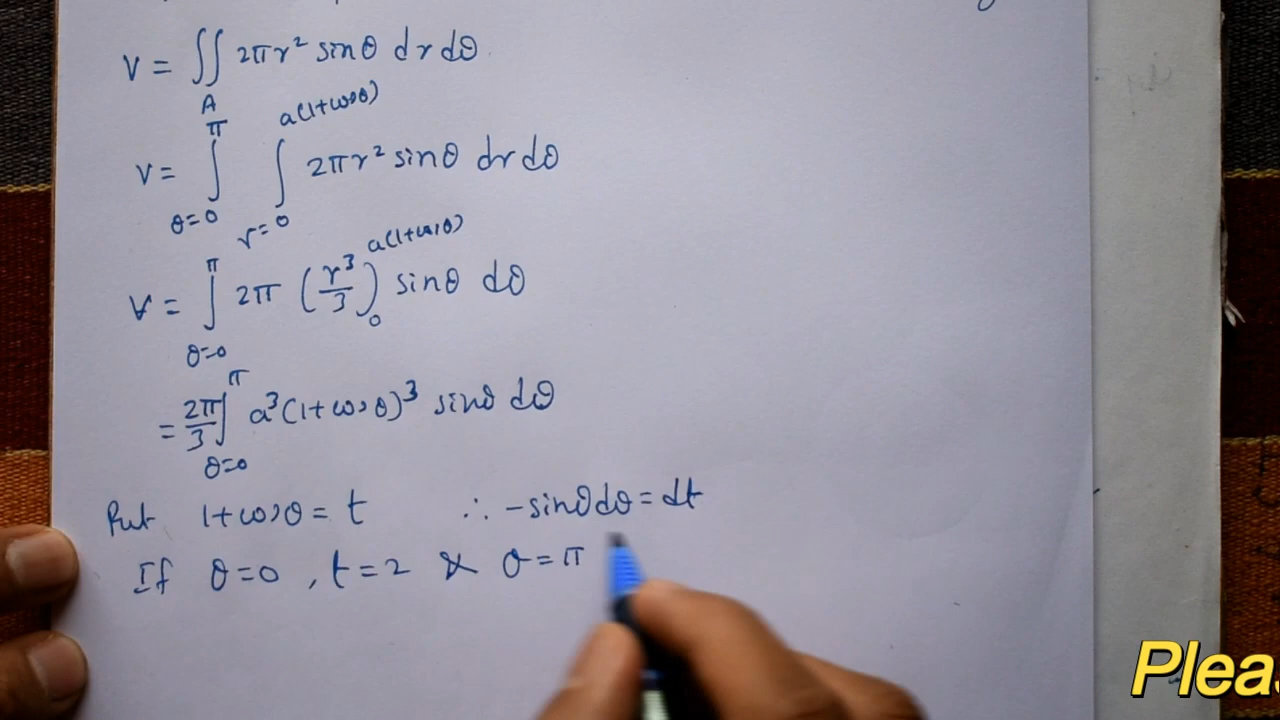 V = ∬ 2πr² sinθ dr dθ
A
π a(1+cosθ)
V = ∫ ∫ 2πr² sinθ dr dθ
θ=0 r=0
π a(1+cosθ)
V = ∫ 2π (r³/3) sinθ dθ
θ=0 0
π
= 2π/3 ∫ a³(1+cosθ)³ sinθ dθ
θ=0
Put 1+cosθ = t ∴ -sinθdθ = dt
If θ=0 , t=2 & θ=π
Pleas